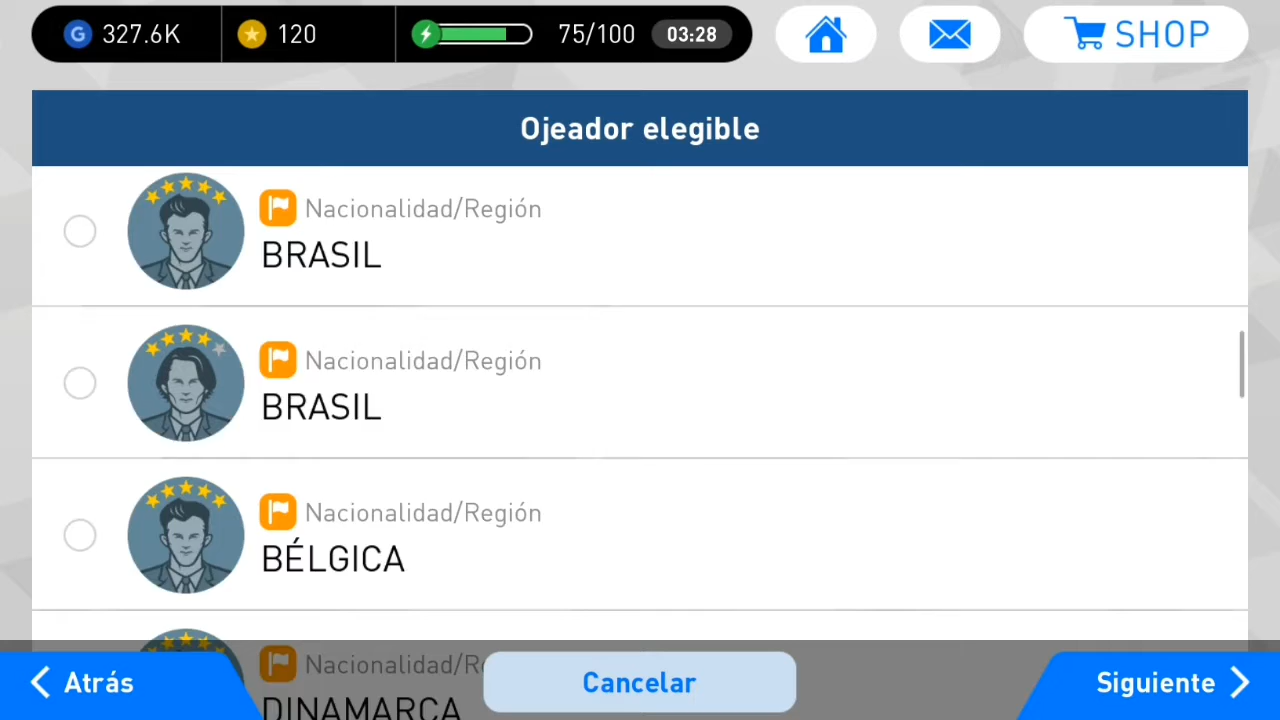 G 327.6K 120 75/100 03:28 SHOP
Ojeador elegible
Nacionalidad/Región
BRASIL
Nacionalidad/Región
BRASIL
Nacionalidad/Región
BÉLGICA
Nacionalidad/R
DINAMARCA
Atrás Cancelar Siguiente